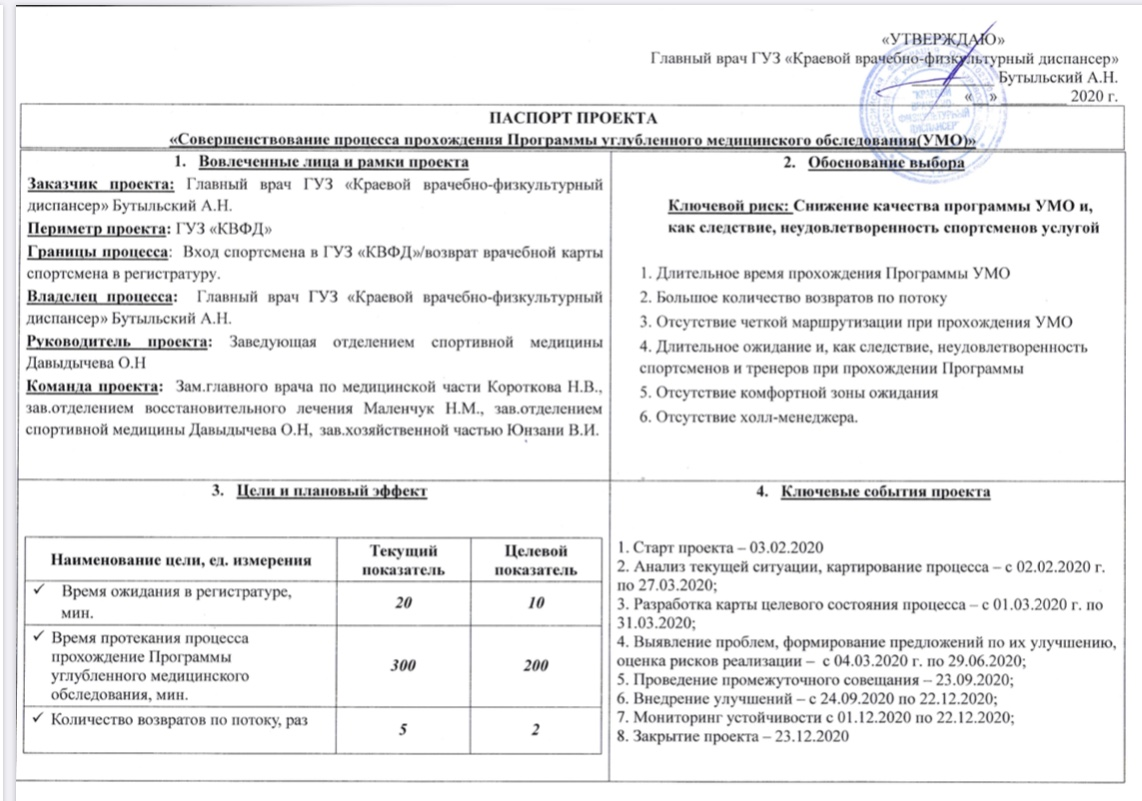 «УТВЕРЖДАЮ»
Главный врач ГУЗ «Краевой врачебно-физкультурный диспансер»
Бутыльский А.Н.
«__» __________ 2020 г.
ПАСПОРТ ПРОЕКТА
«Совершенствование процесса прохождения Программы углубленного медицинского обследования(УМО)»
1. Вовлеченные лица и рамки проекта
Заказчик проекта: Главный врач ГУЗ «Краевой врачебно-физкультурный
диспансер» Бутыльский А.Н.
Периметр проекта: ГУЗ «КВФД»
Границы процесса: Вход спортсмена в ГУЗ «КВФД»/возврат врачебной карты
спортсмена в регистратуру.
Владелец процесса: Главный врач ГУЗ «Краевой врачебно-физкультурный
диспансер» Бутыльский А.Н.
Руководитель проекта: Заведующая отделением спортивной медицины
Давыдычева О.Н
Команда проекта: Зам.главного врача по медицинской части Короткова Н.В.,
зав.отделением восстановительного лечения Маленчук Н.М., зав.отделением
спортивной медицины Давыдычева О.Н, зав.хозяйственной частью Юнзани В.И.
2. Обоснование выбора
Ключевой риск: Снижение качества программы УМО и,
как следствие, неудовлетворенность спортсменов услугой
1. Длительное время прохождения Программы УМО
2. Большое количество возвратов по потоку
3. Отсутствие четкой маршрутизации при прохождения УМО
4. Длительное ожидание и, как следствие, неудовлетворенность
спортсменов и тренеров при прохождении Программы
5. Отсутствие комфортной зоны ожидания
6. Отсутствие холл-менеджера.
3. Цели и плановый эффект
Наименование цели, ед. измерения
Текущий
показатель
Целевой
показатель
✓ Время ожидания в регистратуре,
мин.
20
10
✓ Время протекания процесса
прохождение Программы
углубленного медицинского
обследования, мин.
300
200
✓ Количество возвратов по потоку, раз
5
2
4. Ключевые события проекта
1. Старт проекта – 03.02.2020
2. Анализ текущей ситуации, картирование процесса – с 02.02.2020 г.
по 27.03.2020;
3. Разработка карты целевого состояния процесса – с 01.03.2020 г. по
31.03.2020;
4. Выявление проблем, формирование предложений по их улучшению,
оценка рисков реализации – с 04.03.2020 г. по 29.06.2020;
5. Проведение промежуточного совещания – 23.09.2020;
6. Внедрение улучшений – с 24.09.2020 по 22.12.2020;
7. Мониторинг устойчивости с 01.12.2020 по 22.12.2020;
8. Закрытие проекта – 23.12.2020